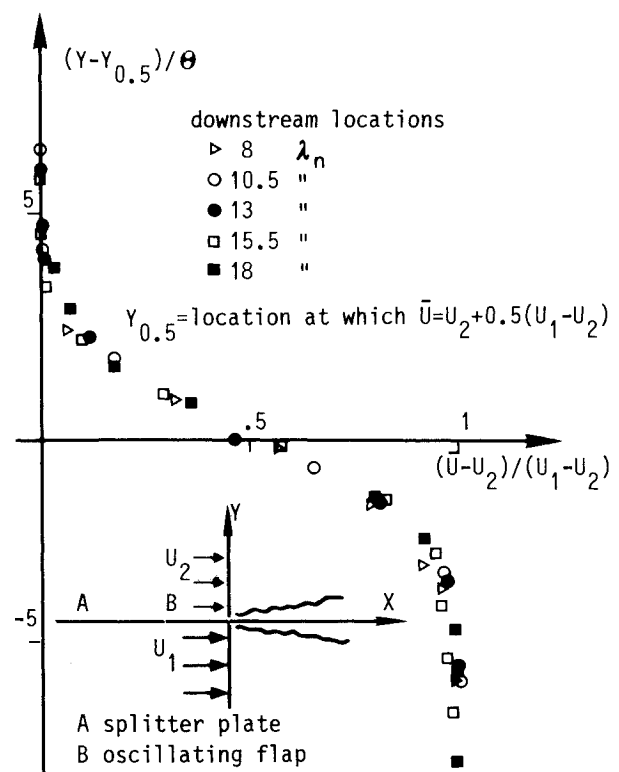 (Y-Y0.5)/Θ
downstream locations
▷ 8 λn
○ 10.5 "
● 13 "
□ 15.5 "
■ 18 "
5
Y0.5=location at which Ū=U2+0.5(U1-U2)
.5
1
(Ū-U2)/(U1-U2)
Y
U2
A
B
X
-5
U1
A splitter plate
B oscillating flap